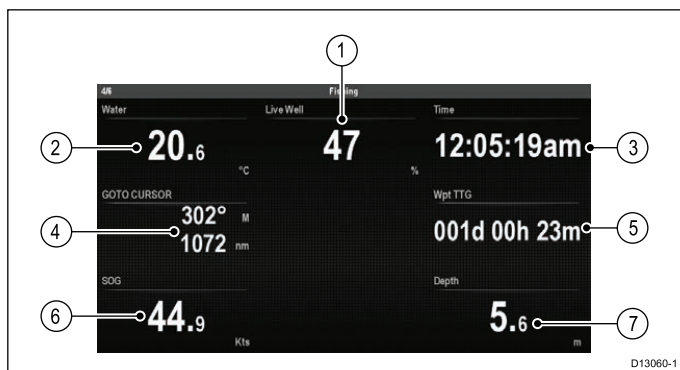 1
4/6 Fishing
Water Live Well Time
2 20.6 °C 47 % 12:05:19am 3
GOTO CURSOR Wpt TTG
4 302° M
1072 nm 001d 00h 23m 5
SOG Depth
6 44.9 Kts 5.6 m 7
D13060-1